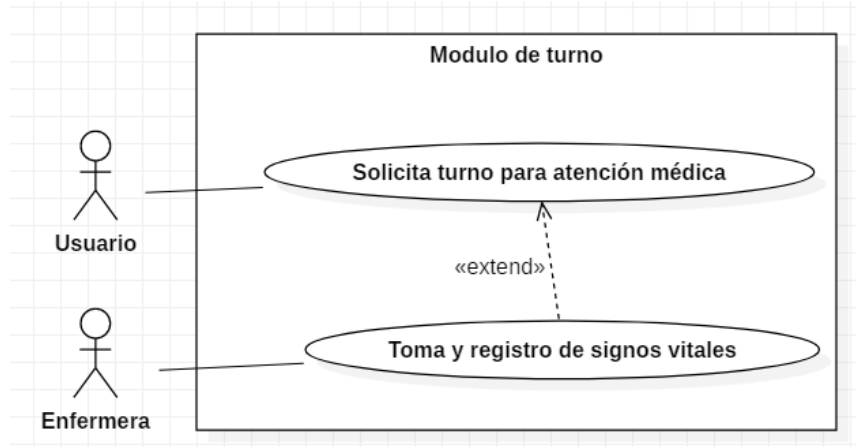 Modulo de turno
Solicita turno para atención médica
Usuario
«extend»
Toma y registro de signos vitales
Enfermera